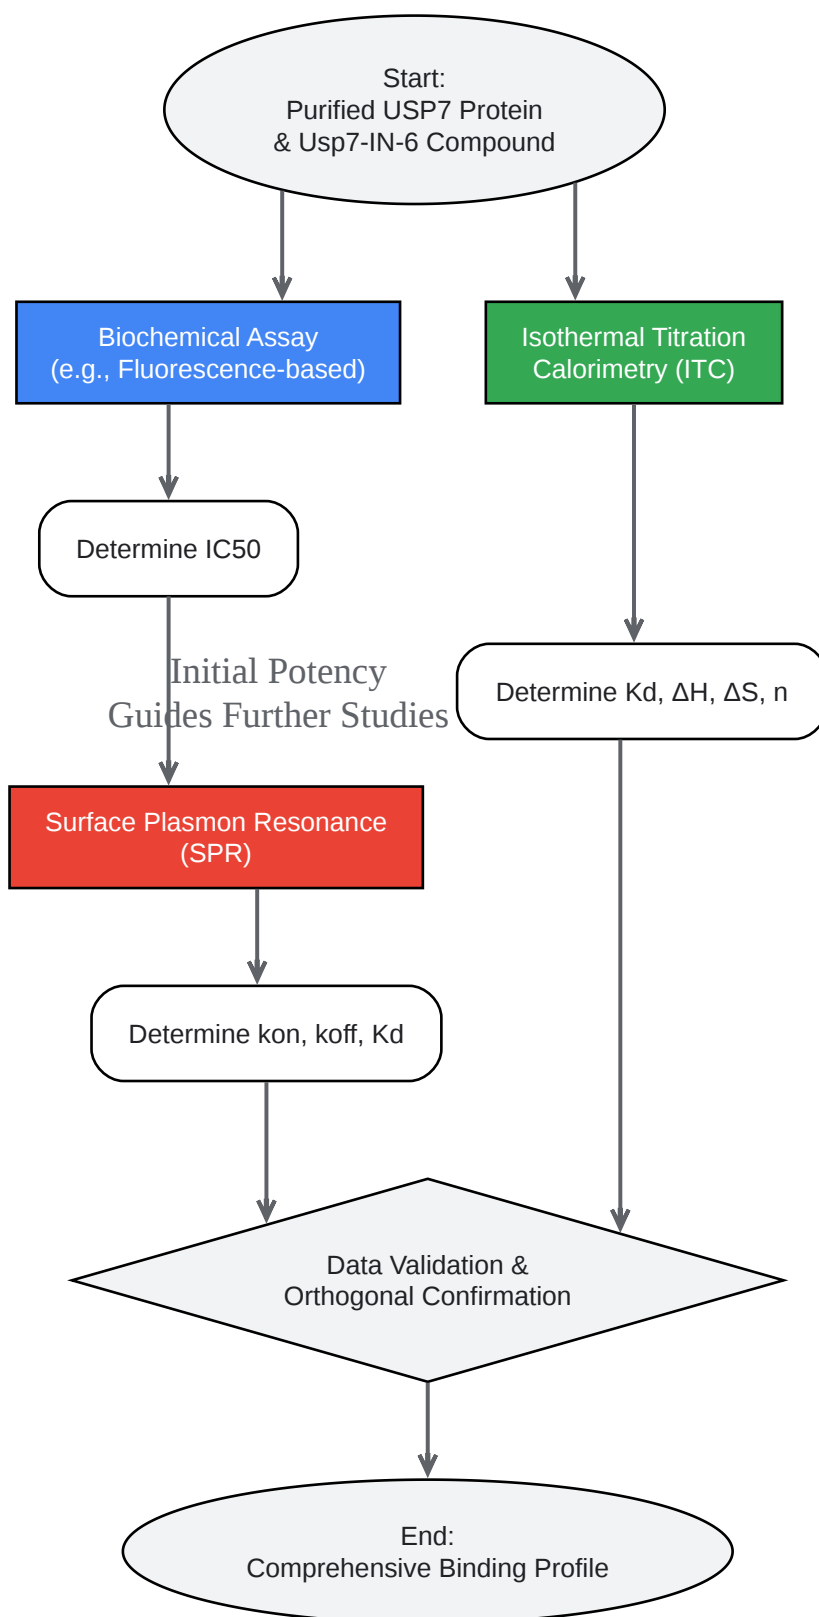 Start:
Purified USP7 Protein
& Usp7-IN-6 Compound
Biochemical Assay
(e.g., Fluorescence-based)
Isothermal Titration
Calorimetry (ITC)
Determine IC50
Initial Potency
Guides Further Studies
Determine Kd, ΔH, ΔS, n
Surface Plasmon Resonance
(SPR)
Determine kon, koff, Kd
Data Validation &
Orthogonal Confirmation
End:
Comprehensive Binding Profile